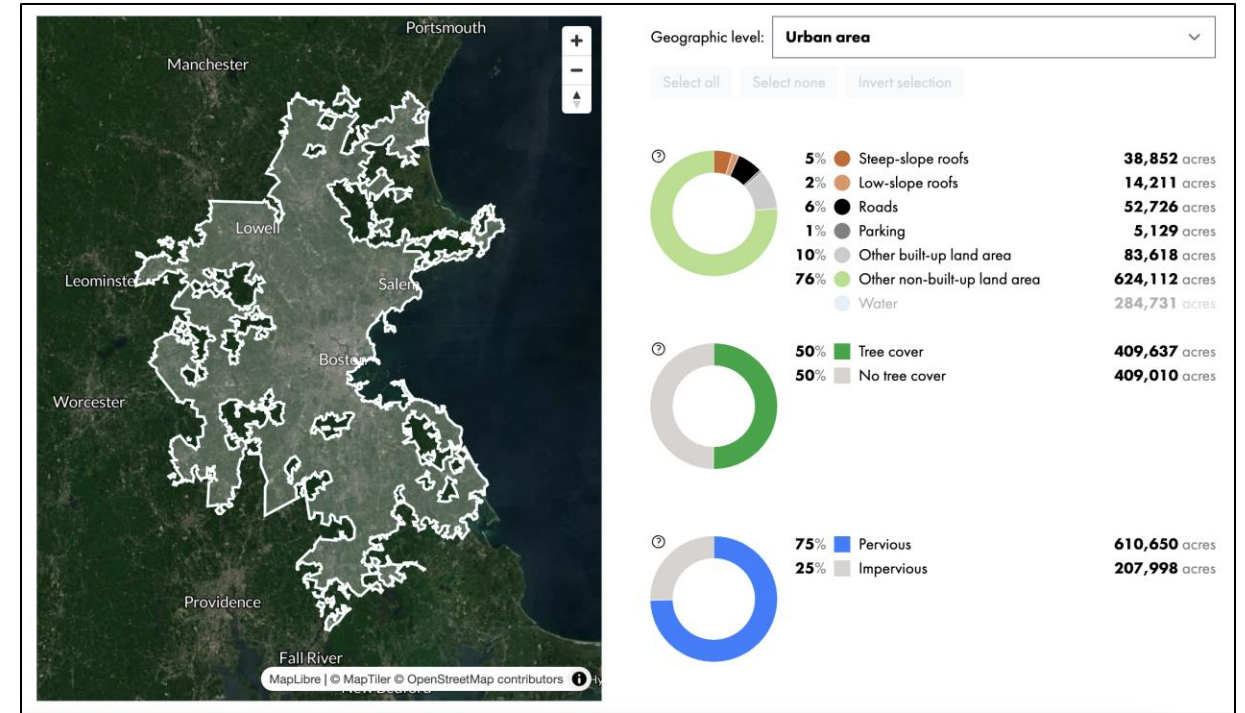 Portsmouth
Manchester
Lowell
Leominster
Salem
Boston
Worcester
Providence
Fall River
MapLibre | © MapTiler © OpenStreetMap contributors
Geographic level: Urban area
Select all Select none Invert selection
5% Steep-slope roofs 38,852 acres
2% Low-slope roofs 14,211 acres
6% Roads 52,726 acres
1% Parking 5,129 acres
10% Other built-up land area 83,618 acres
76% Other non-built-up land area 624,112 acres
Water 284,731 acres
50% Tree cover 409,637 acres
50% No tree cover 409,010 acres
75% Pervious 610,650 acres
25% Impervious 207,998 acres